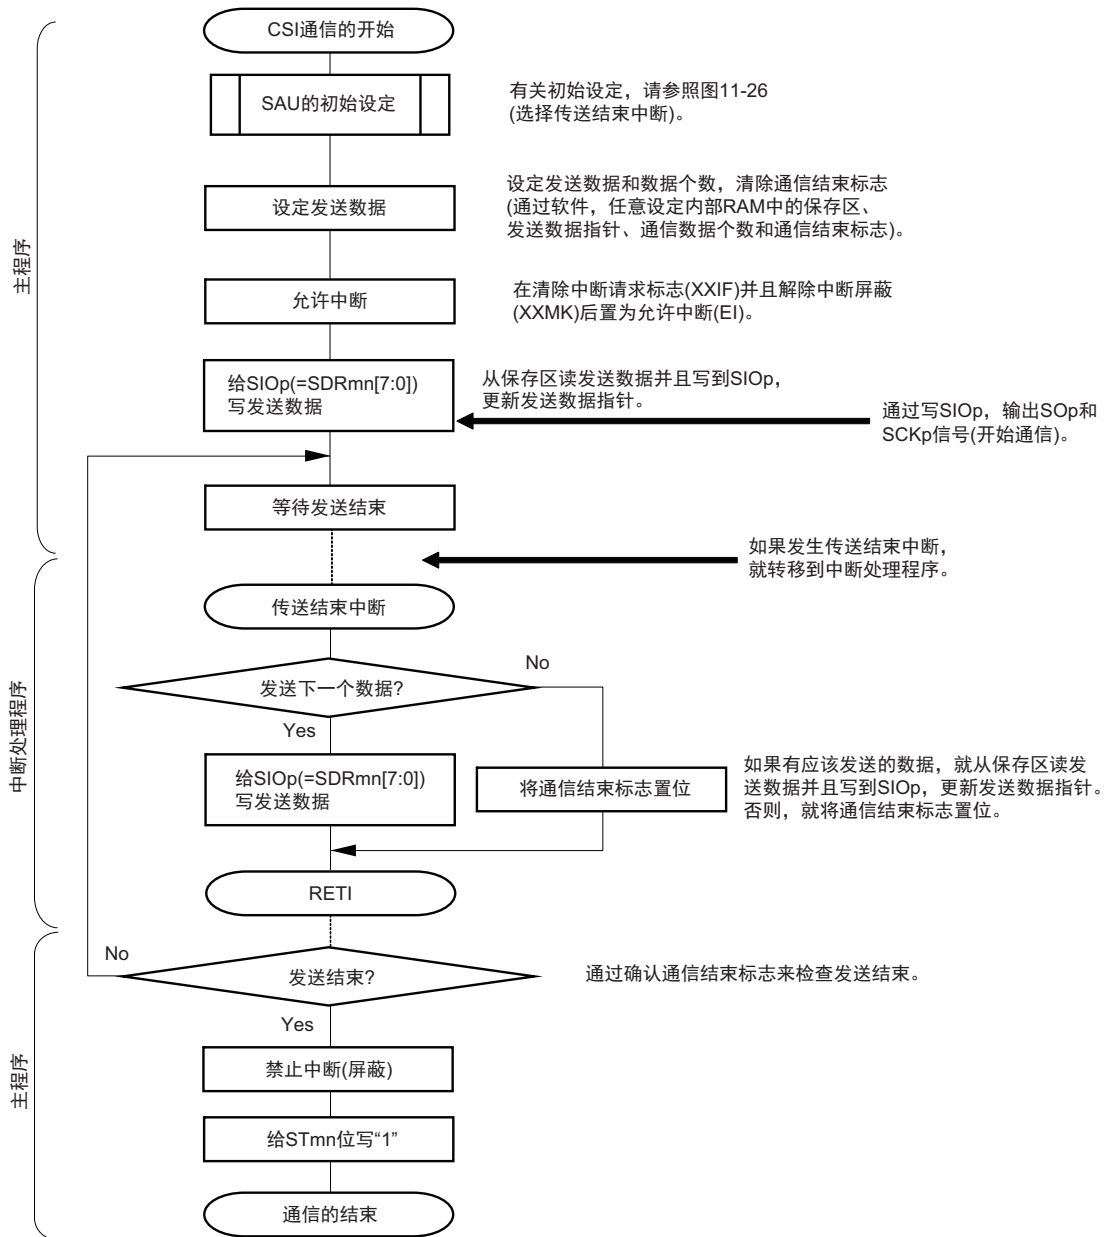 CSI通信的开始
SAU的初始设定
有关初始设定，请参照图11-26
(选择传送结束中断)。
设定发送数据
设定发送数据和数据个数，清除通信结束标志
(通过软件，任意设定内部RAM中的保存区、
发送数据指针、通信数据个数和通信结束标志)。
主程序
允许中断
在清除中断请求标志(XXIF)并且解除中断屏蔽
(XXMK)后置为允许中断(EI)。
给SIOp(=SDRmn[7:0])
写发送数据
从保存区读发送数据并且写到SIOp，
更新发送数据指针。
通过写SIOp，输出SOp和
SCKp信号(开始通信)。
等待发送结束
如果发生传送结束中断，
就转移到中断处理程序。
传送结束中断
发送下一个数据?
No
Yes
中断处理程序
给SIOp(=SDRmn[7:0])
写发送数据
将通信结束标志置位
如果有应该发送的数据，就从保存区读发
送数据并且写到SIOp，更新发送数据指针。
否则，就将通信结束标志置位。
RETI
No
发送结束?
通过确认通信结束标志来检查发送结束。
Yes
主程序
禁止中断(屏蔽)
给STmn位写“1”
通信的结束